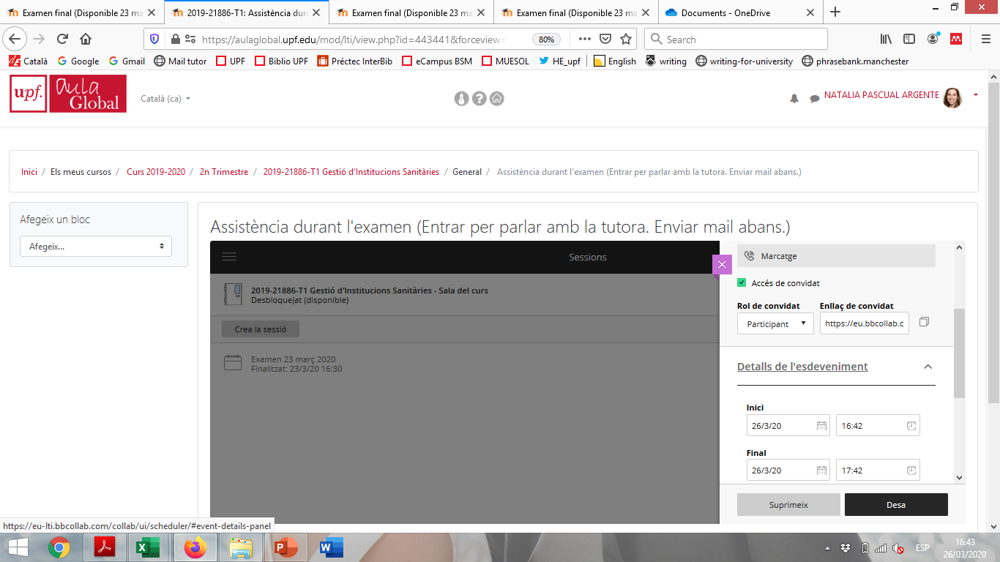 Examen final (Disponible 23 ma
2019-21886-T1: Assistència dura
Examen final (Disponible 23 ma
Examen final (Disponible 23 ma
Documents - OneDrive
https://aulaglobal.upf.edu/mod/lti/view.php?id=443441&forceview=
80%
Search
Català
Google
Gmail
Mail tutor
UPF
Biblio UPF
Préctec InterBib
eCampus BSM
MUESOL
HE_upf
English
writing
writing-for-university
phrasebank.manchester
upf.
Aula Global
Català (ca)
NATALIA PASCUAL ARGENTE
Inici / Els meus cursos / Curs 2019-2020 / 2n Trimestre / 2019-21886-T1 Gestió d'Institucions Sanitàries / General / Assistència durant l'examen (Entrar per parlar amb la tutora. Enviar mail abans.)
Afegeix un bloc
Afegeix...
Assistència durant l'examen (Entrar per parlar amb la tutora. Enviar mail abans.)
Sessions
2019-21886-T1 Gestió d'Institucions Sanitàries - Sala del curs
Desbloquejat (disponible)
Crea la sessió
Examen 23 març 2020
Finalitzat: 23/3/20 16:30
Marcatge
Accés de convidat
Rol de convidat
Enllaç de convidat
Participant
https://eu.bbcollab.c
Detalls de l'esdeveniment
Inici
26/3/20
16:42
Final
26/3/20
17:42
Suprimeix
Desa
https://eu-lti.bbcollab.com/collab/ui/scheduler/#event-details-panel
ESP
16:43
26/03/2020